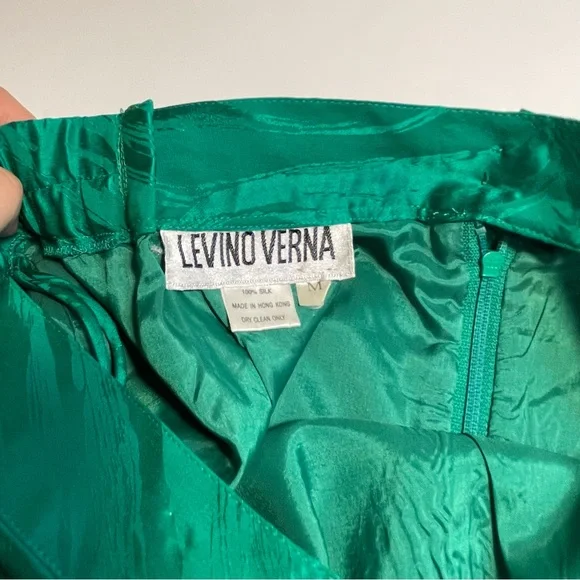 LEVINO VERNA
M
100% SILK
MADE IN HONG KONG
DRY CLEAN ONLY